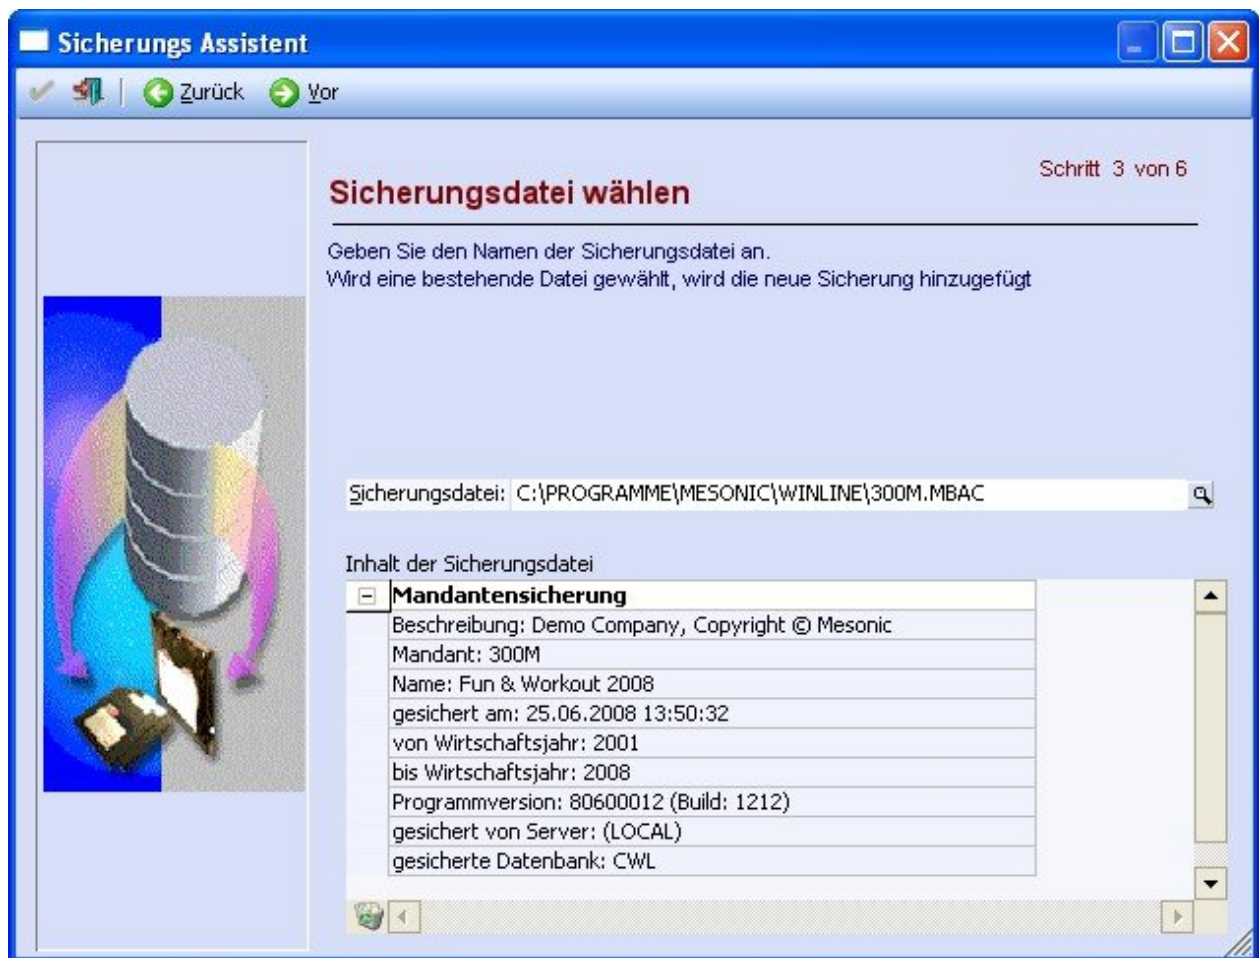 Sicherungs Assistent
Zurück Vor
Schritt 3 von 6
Sicherungsdatei wählen
Geben Sie den Namen der Sicherungsdatei an.
Wird eine bestehende Datei gewählt, wird die neue Sicherung hinzugefügt
Sicherungsdatei: C:\PROGRAMME\MESONIC\WINLINE\300M.MBAC
Inhalt der Sicherungsdatei
Mandantensicherung
Beschreibung: Demo Company, Copyright © Mesonic
Mandant: 300M
Name: Fun & Workout 2008
gesichert am: 25.06.2008 13:50:32
von Wirtschaftsjahr: 2001
bis Wirtschaftsjahr: 2008
Programmversion: 80600012 (Build: 1212)
gesichert von Server: (LOCAL)
gesicherte Datenbank: CWL